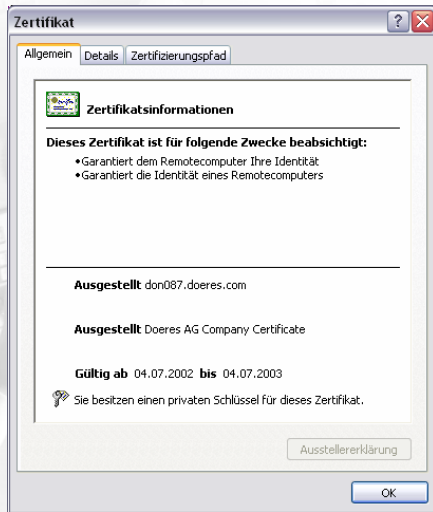 Zertifikat
Allgemein Details Zertifizierungspfad
Zertifikatsinformationen
Dieses Zertifikat ist für folgende Zwecke beabsichtigt:
•Garantiert dem Remotecomputer Ihre Identität
•Garantiert die Identität eines Remotecomputers
Ausgestellt don087.doeres.com
Ausgestellt Doeres AG Company Certificate
Gültig ab 04.07.2002 bis 04.07.2003
Sie besitzen einen privaten Schlüssel für dieses Zertifikat.
Ausstellererklärung
OK